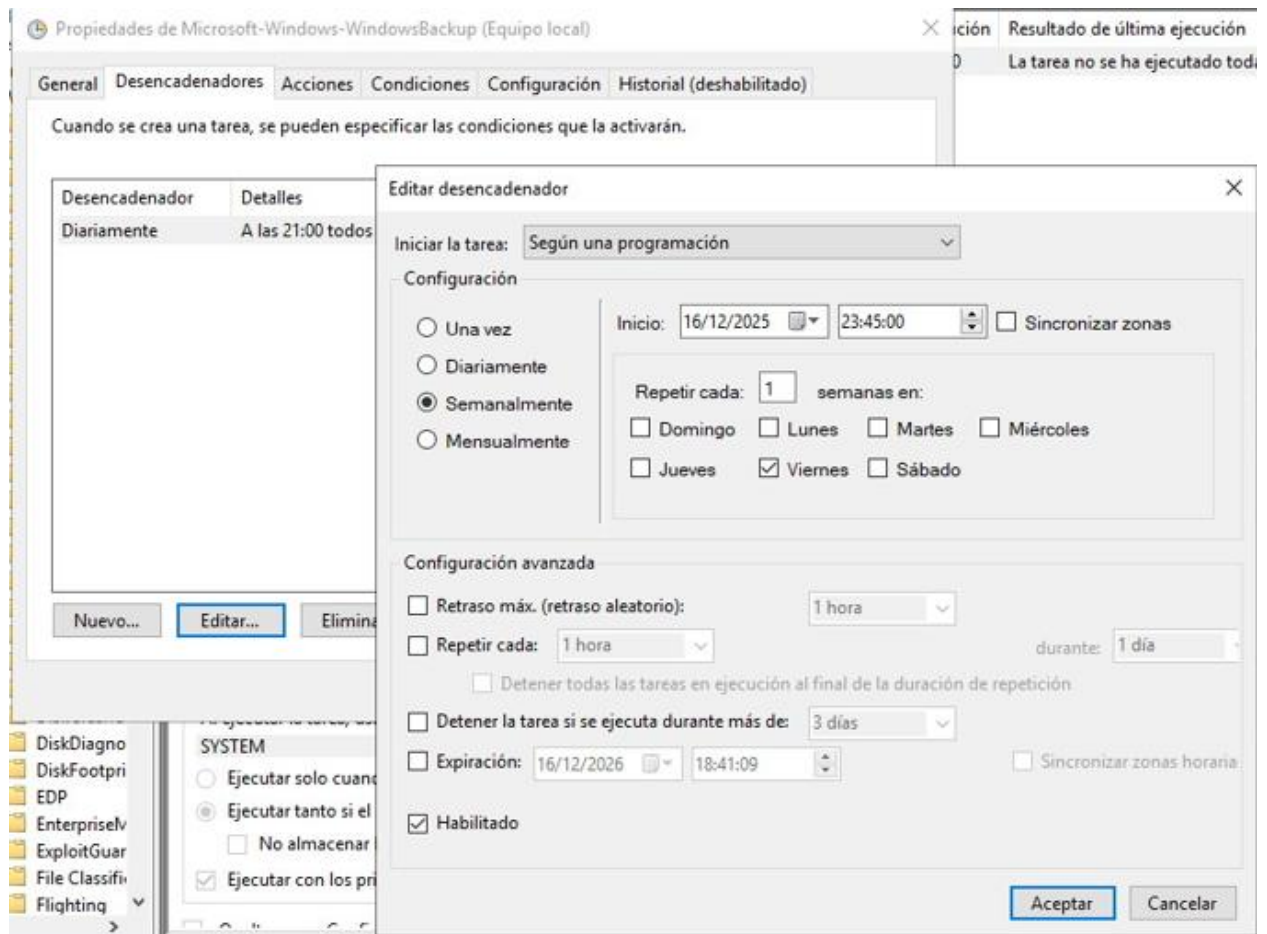 Propiedades de Microsoft-Windows-WindowsBackup (Equipo local)
ción Resultado de última ejecución
La tarea no se ha ejecutado toda
General Desencadenadores Acciones Condiciones Configuración Historial (deshabilitado)
Cuando se crea una tarea, se pueden especificar las condiciones que la activarán.
Desencadenador Detalles
Diariamente A las 21:00 todos
Nuevo... Editar... Elimina
Editar desencadenador
Iniciar la tarea: Según una programación
Configuración
Una vez
Diariamente
Semanalmente
Mensualmente
Inicio: 16/12/2025 23:45:00 Sincronizar zonas
Repetir cada: 1 semanas en:
Domingo Lunes Martes Miércoles
Jueves Viernes Sábado
Configuración avanzada
Retraso máx. (retraso aleatorio): 1 hora
Repetir cada: 1 hora durante: 1 día
Detener todas las tareas en ejecución al final de la duración de repetición
Detener la tarea si se ejecuta durante más de: 3 días
Expiración: 16/12/2026 18:41:09 Sincronizar zonas horaria
Habilitado
Aceptar Cancelar
DiskDiagno
DiskFootpri
EDP
EnterpriseM
ExploitGuar
File Classifi
Flighting
SYSTEM
Ejecutar solo cuand
Ejecutar tanto si el
No almacenar
Ejecutar con los pri